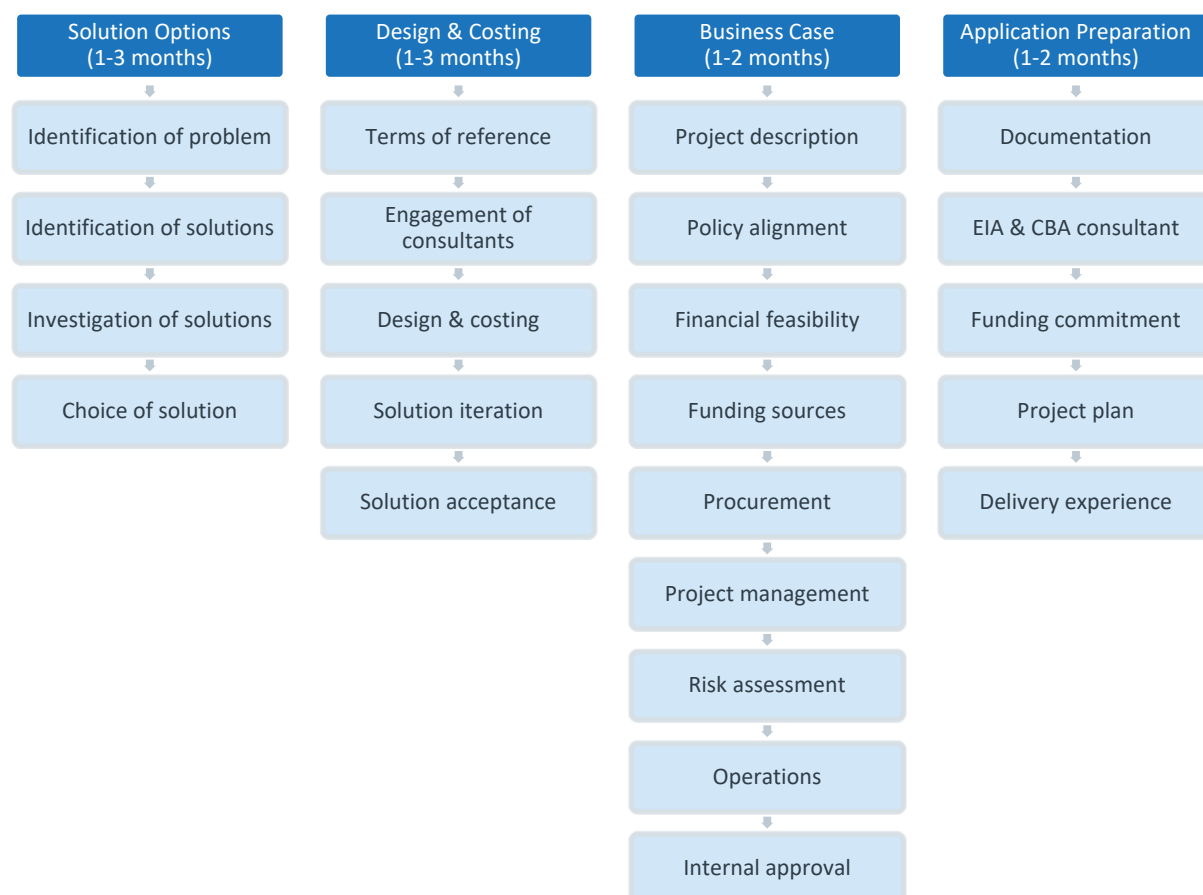 Solution Options
(1-3 months)
Identification of problem
Identification of solutions
Investigation of solutions
Choice of solution
Design & Costing
(1-3 months)
Terms of reference
Engagement of
consultants
Design & costing
Solution iteration
Solution acceptance
Business Case
(1-2 months)
Project description
Policy alignment
Financial feasibility
Funding sources
Procurement
Project management
Risk assessment
Operations
Internal approval
Application Preparation
(1-2 months)
Documentation
EIA & CBA consultant
Funding commitment
Project plan
Delivery experience